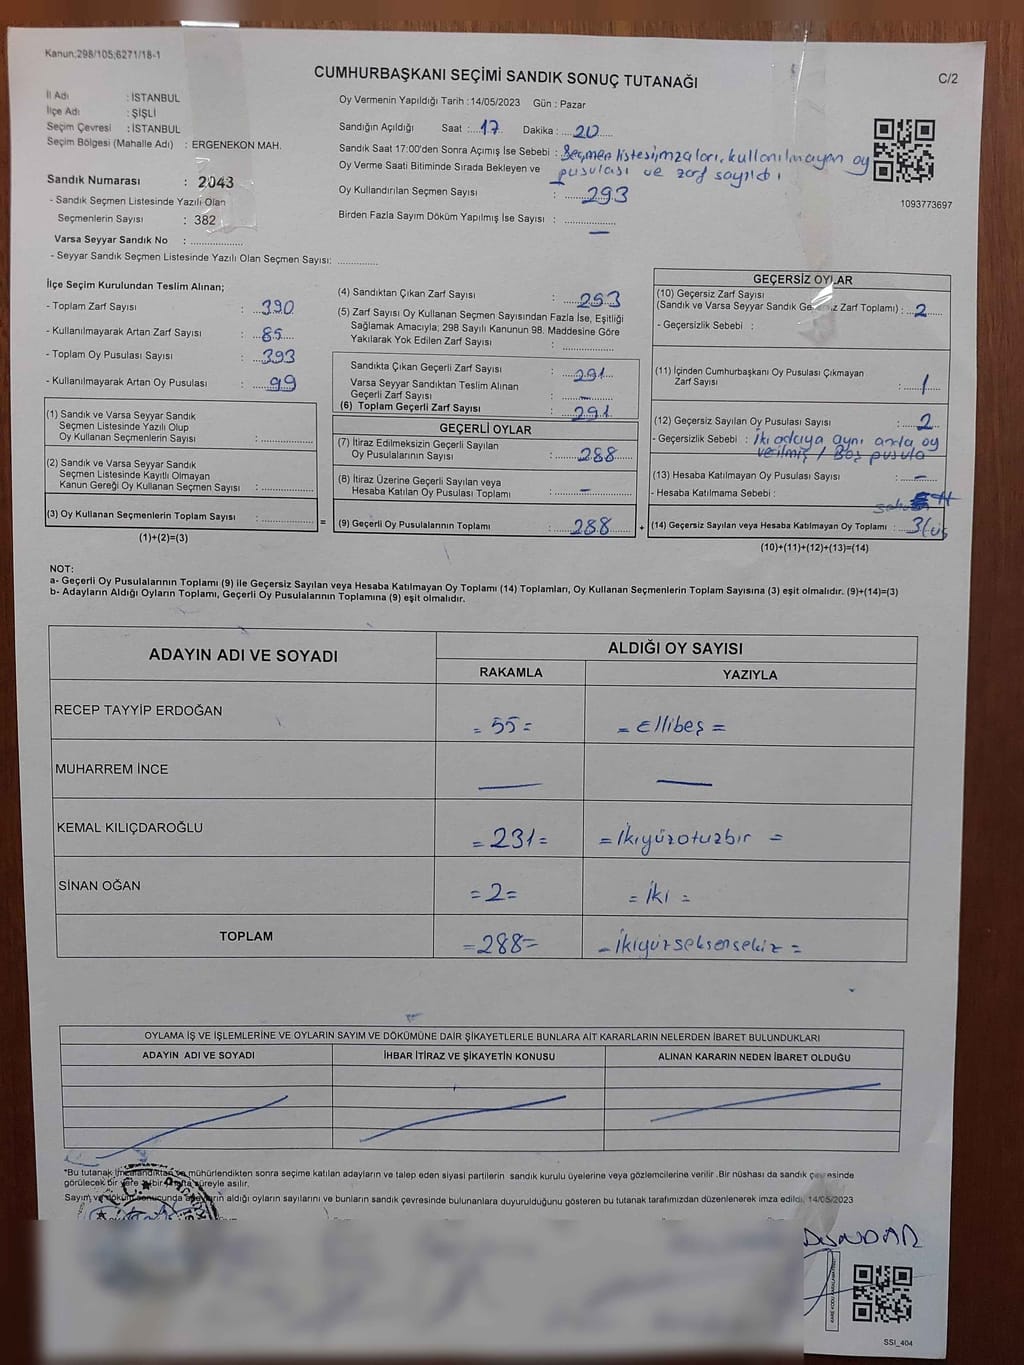 Kanun;298/105;6271/18-1
CUMHURBAŞKANI SEÇİMİ SANDIK SONUÇ TUTANAĞI
C/2
İl Adı : İSTANBUL
İlçe Adı : ŞİŞLİ
Seçim Çevresi : İSTANBUL
Seçim Bölgesi (Mahalle Adı) : ERGENEKON MAH.
Sandık Numarası : 2043
- Sandık Seçmen Listesinde Yazılı Olan
Seçmenlerin Sayısı : 382
Varsa Seyyar Sandık No : ....................
- Seyyar Sandık Seçmen Listesinde Yazılı Olan Seçmen Sayısı: ..............
Oy Vermenin Yapıldığı Tarih : 14/05/2023 Gün : Pazar
Sandığın Açıldığı Saat :..17.. Dakika :...20....
Sandık Saat 17:00'den Sonra Açımış İse Sebebi : Seçmen listesi imzaları, kullanılmayan oy
pusulası ve zarf sayıldı.
Oy Verme Saati Bitiminde Sırada Bekleyen ve
Oy Kullandırılan Seçmen Sayısı : 293
Birden Fazla Sayım Döküm Yapılmış İse Sayısı : —
1093773697
İlçe Seçim Kurulundan Teslim Alınan;
- Toplam Zarf Sayısı : 390
- Kullanılmayarak Artan Zarf Sayısı : 85
- Toplam Oy Pusulası Sayısı : 393
- Kullanılmayarak Artan Oy Pusulası : 99
(1) Sandık ve Varsa Seyyar Sandık
Seçmen Listesinde Yazılı Olup
Oy Kullanan Seçmenlerin Sayısı :..................
(2) Sandık ve Varsa Seyyar Sandık
Seçmen Listesinde Kayıtlı Olmayan
Kanun Gereği Oy Kullanan Seçmen Sayısı :..................
(3) Oy Kullanan Seçmenlerin Toplam Sayısı :..................
(1)+(2)=(3)
=
(4) Sandıktan Çıkan Zarf Sayısı : 293
(5) Zarf Sayısı Oy Kullanan Seçmen Sayısından Fazla İse, Eşitliği
Sağlamak Amacıyla; 298 Sayılı Kanunun 98. Maddesine Göre
Yakılarak Yok Edilen Zarf Sayısı : ..................
Sandıkta Çıkan Geçerli Zarf Sayısı : 291
Varsa Seyyar Sandıktan Teslim Alınan
Geçerli Zarf Sayısı : —
(6) Toplam Geçerli Zarf Sayısı : 291
GEÇERLİ OYLAR
(7) İtiraz Edilmeksizin Geçerli Sayılan
Oy Pusulalarının Sayısı : 288
(8) İtiraz Üzerine Geçerli Sayılan veya
Hesaba Katılan Oy Pusulası Toplamı : —
(9) Geçerli Oy Pusulalarının Toplamı : 288
+
GEÇERSİZ OYLAR
(10) Geçersiz Zarf Sayısı
(Sandık ve Varsa Seyyar Sandık Zarf Toplamı) : 2
- Geçersizlik Sebebi :
(11) İçinden Cumhurbaşkanı Oy Pusulası Çıkmayan
Zarf Sayısı : 1
(12) Geçersiz Sayılan Oy Pusulası Sayısı : 2
- Geçersizlik Sebebi : İki adaya aynı anda oy
verilmiş / Boş pusula
(13) Hesaba Katılmayan Oy Pusulası Sayısı : —
- Hesaba Katılmama Sebebi :
(14) Geçersiz Sayılan veya Hesaba Katılmayan Oy Toplamı : 3(üç
(10)+(11)+(12)+(13)=(14)
NOT:
a- Geçerli Oy Pusulalarının Toplamı (9) ile Geçersiz Sayılan veya Hesaba Katılmayan Oy Toplamı (14) Toplamları, Oy Kullanan Seçmenlerin Toplam Sayısına (3) eşit olmalıdır. (9)+(14)=(3)
b- Adayların Aldığı Oyların Toplamı, Geçerli Oy Pusulalarının Toplamına (9) eşit olmalıdır.
ADAYIN ADI VE SOYADI
ALDIĞI OY SAYISI
RAKAMLA YAZIYLA
RECEP TAYYİP ERDOĞAN = 55 = = Ellibeş =
MUHARREM İNCE — —
KEMAL KILIÇDAROĞLU = 231 = = İkiyüzotuzbir =
SİNAN OĞAN = 2 = = İki =
TOPLAM = 288 = = İkiyüzseksensekiz =
OYLAMA İŞ VE İŞLEMLERİNE VE OYLARIN SAYIM VE DÖKÜMÜNE DAİR ŞİKAYETLERLE BUNLARA AİT KARARLARIN NELERDEN İBARET BULUNDUKLARI
ADAYIN ADI VE SOYADI İHBAR İTİRAZ VE ŞİKAYETİN KONUSU ALINAN KARARIN NEDEN İBARET OLDUĞU
*Bu tutanak imzalandıktan ve mühürlendikten sonra seçime katılan adayların ve talep eden siyasi partilerin sandık kurulu üyelerine veya gözlemcilerine verilir .Bir nüshası da sandık çevresinde
görülecek bir yere bir hafta süreyle asılır.
Sayım ve döküm sonucunda adayların aldığı oyların sayılarını ve bunların sandık çevresinde bulunanlara duyurulduğunu gösteren bu tutanak tarafımızdan düzenlenerek imza edildi. 14/05/2023
DÜNDAR
SSI_404